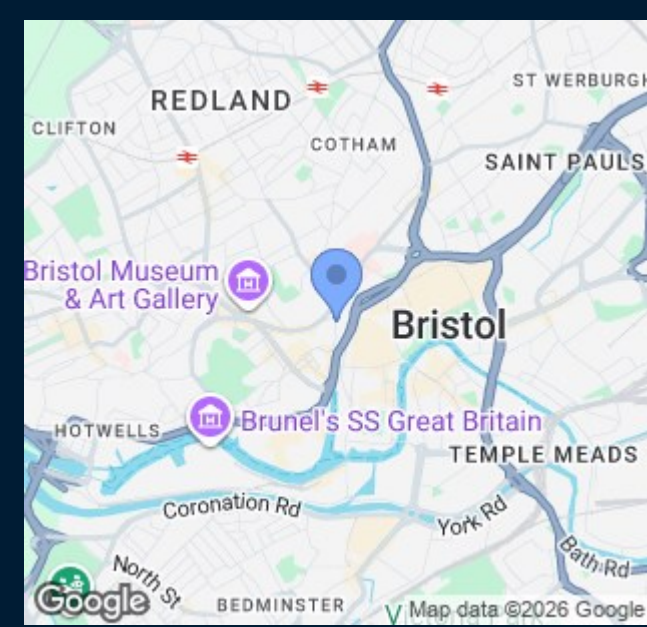 ST WERBURGH
REDLAND
CLIFTON
COTHAM
SAINT PAULS
Bristol Museum
& Art Gallery
Bristol
Brunel's SS Great Britain
HOTWELLS
TEMPLE MEADS
Coronation Rd
York Rd
Bath Rd
North St
Google
BEDMINSTER
Map data ©2026 Google